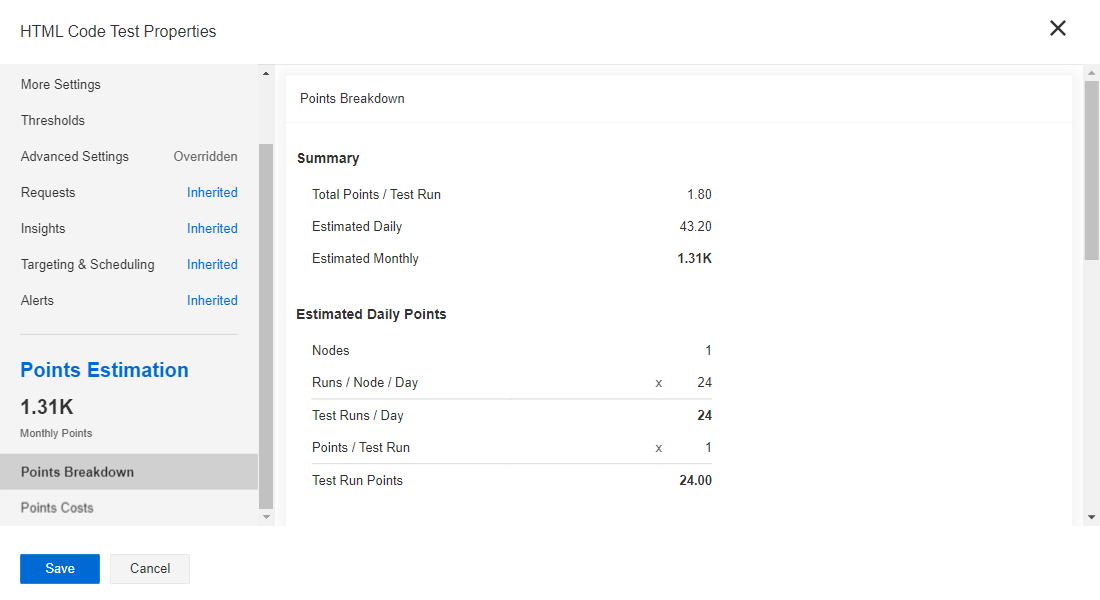 HTML Code Test Properties
More Settings
Thresholds
Advanced Settings Overridden
Requests Inherited
Insights Inherited
Targeting & Scheduling Inherited
Alerts Inherited
Points Estimation
1.31K
Monthly Points
Points Breakdown
Points Costs
Points Breakdown
Summary
Total Points / Test Run 1.80
Estimated Daily 43.20
Estimated Monthly 1.31K
Estimated Daily Points
Nodes 1
Runs / Node / Day x 24
Test Runs / Day 24
Points / Test Run x 1
Test Run Points 24.00
Save Cancel